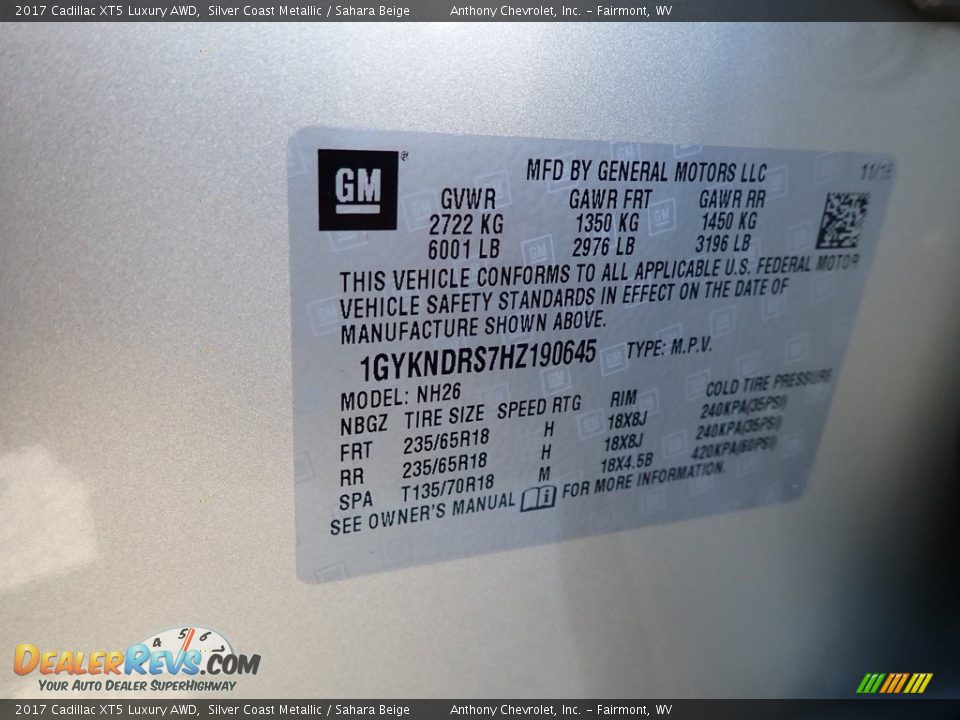 2017 Cadillac XT5 Luxury AWD,  Silver Coast Metallic / Sahara Beige  Anthony Chevrolet, Inc. – Fairmont, WV
GM®
MFD BY GENERAL MOTORS LLC 11/16
GVWR GAWR FRT GAWR RR
2722 KG 1350 KG 1450 KG
6001 LB 2976 LB 3196 LB
THIS VEHICLE CONFORMS TO ALL APPLICABLE U.S. FEDERAL MOTOR
VEHICLE SAFETY STANDARDS IN EFFECT ON THE DATE OF
MANUFACTURE SHOWN ABOVE.
1GYKNDRS7HZ190645 TYPE: M.P.V.
MODEL: NH26
NBGZ TIRE SIZE SPEED RTG RIM COLD TIRE PRESSURE
FRT 235/65R18 H 18X8J 240KPA(35PSI)
RR 235/65R18 H 18X8J 240KPA(35PSI)
SPA T135/70R18 M 18X4.5B 420KPA(60PSI)
SEE OWNER'S MANUAL FOR MORE INFORMATION.
4 5 6
DEALERREVS.COM
YOUR AUTO DEALER SUPERHIGHWAY
2017 Cadillac XT5 Luxury AWD,  Silver Coast Metallic / Sahara Beige  Anthony Chevrolet, Inc. – Fairmont, WV